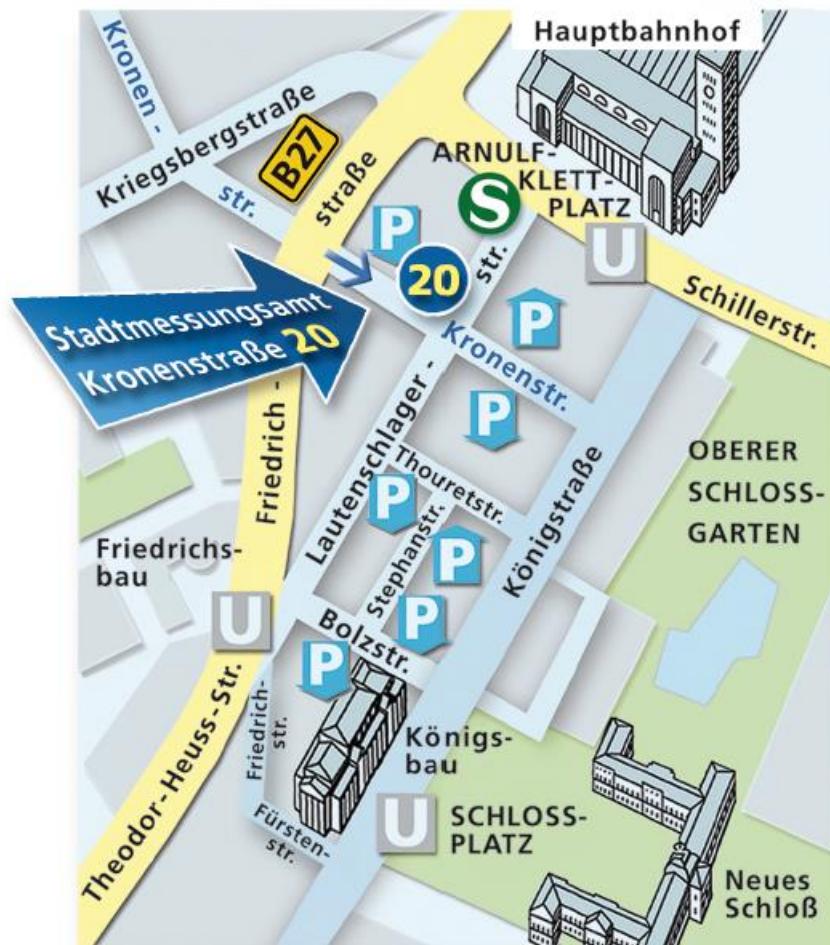 Hauptbahnhof
Kronen-
Kriegsbergstraße
B27
str.
straße
ARNULF-
KLETT-
PLATZ
S
P
20
str.
U
Schillerstr.
Stadtmessungsamt
Kronenstraße 20
P
Kronenstr.
P
Friedrich -
Lautenschlager -
Thouretstr.
Königstraße
OBERER
SCHLOSS-
GARTEN
P
Stephanstr.
P
Friedrichs-
bau
U
P
Bolzstr.
P
Friedrich-
str.
Theodor-Heuss-Str.
Königs-
bau
Fürsten-
str.
U
SCHLOSS-
PLATZ
Neues
Schloß